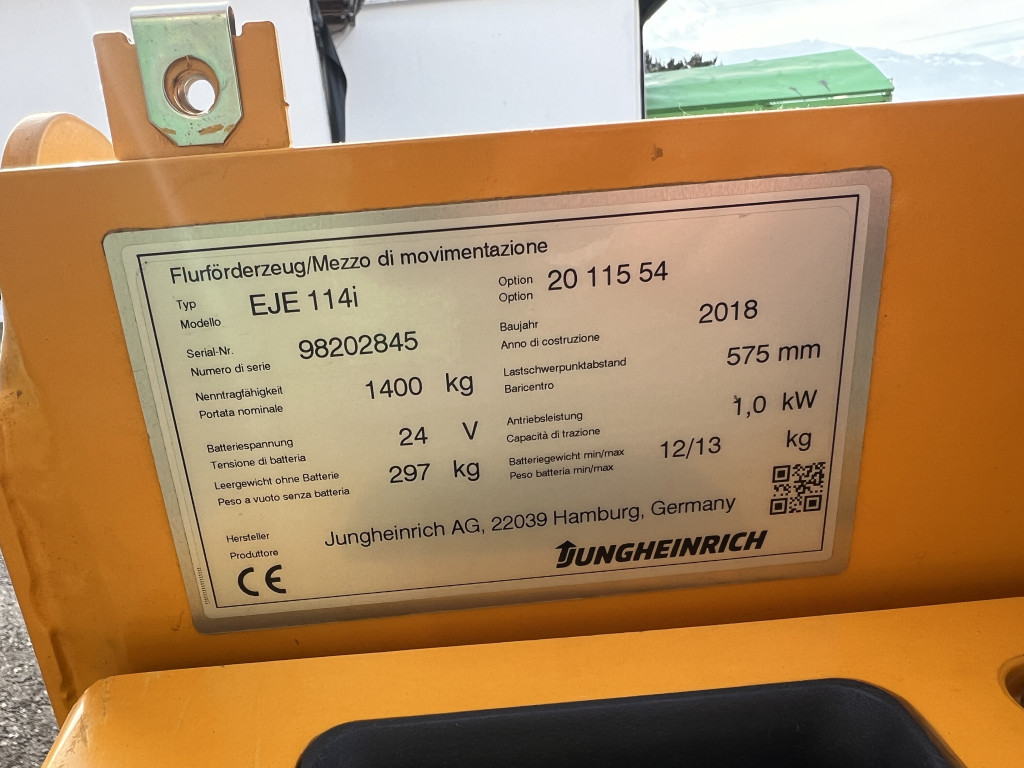 Flurförderzeug/Mezzo di movimentazione
Typ EJE 114i Option 20 115 54
Modello Option
Serial-Nr. 98202845 Baujahr 2018
Numero di serie Anno di costruzione
Nenntragfähigkeit 1400 kg Lastschwerpunktabstand 575 mm
Portata nominale Baricentro
Batteriespannung 24 V Antriebsleistung 1,0 kW
Tensione di batteria Capacità di trazione
Leergewicht ohne Batterie 297 kg Batteriegewicht min/max 12/13 kg
Peso a vuoto senza batteria Peso batteria min/max
Hersteller Jungheinrich AG, 22039 Hamburg, Germany
Produttore
CE JUNGHEINRICH